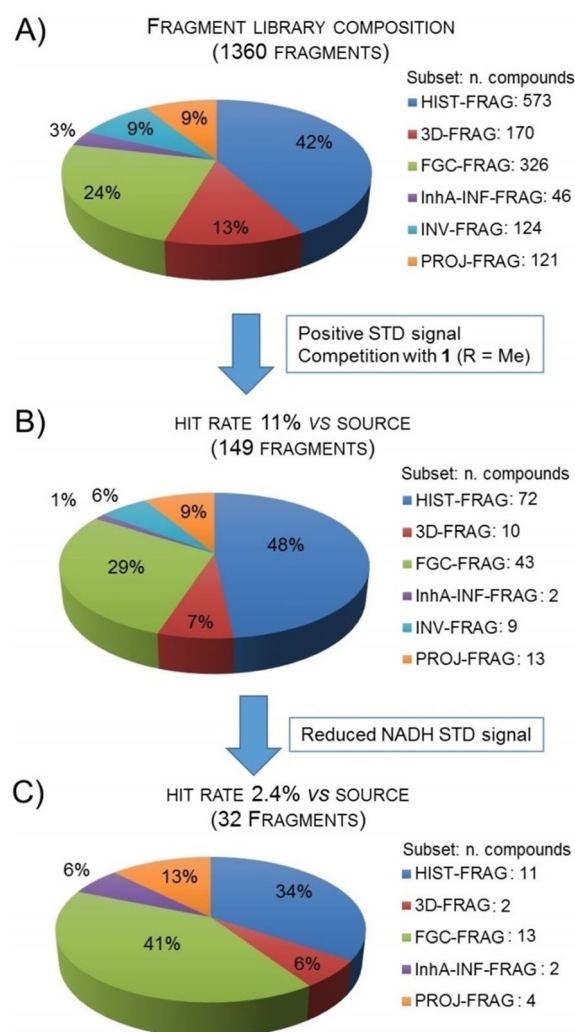 A)
FRAGMENT LIBRARY COMPOSITION
(1360 FRAGMENTS)
Subset: n. compounds
HIST-FRAG: 573
3D-FRAG: 170
FGC-FRAG: 326
InhA-INF-FRAG: 46
INV-FRAG: 124
PROJ-FRAG: 121
3%
9%
9%
42%
24%
13%
Positive STD signal
Competition with 1 (R = Me)
B)
HIT RATE 11% VS SOURCE
(149 FRAGMENTS)
Subset: n. compounds
HIST-FRAG: 72
3D-FRAG: 10
FGC-FRAG: 43
InhA-INF-FRAG: 2
INV-FRAG: 9
PROJ-FRAG: 13
1%
6%
9%
48%
29%
7%
Reduced NADH STD signal
C)
HIT RATE 2.4% VS SOURCE
(32 FRAGMENTS)
Subset: n. compounds
HIST-FRAG: 11
3D-FRAG: 2
FGC-FRAG: 13
InhA-INF-FRAG: 2
PROJ-FRAG: 4
6%
13%
34%
41%
6%